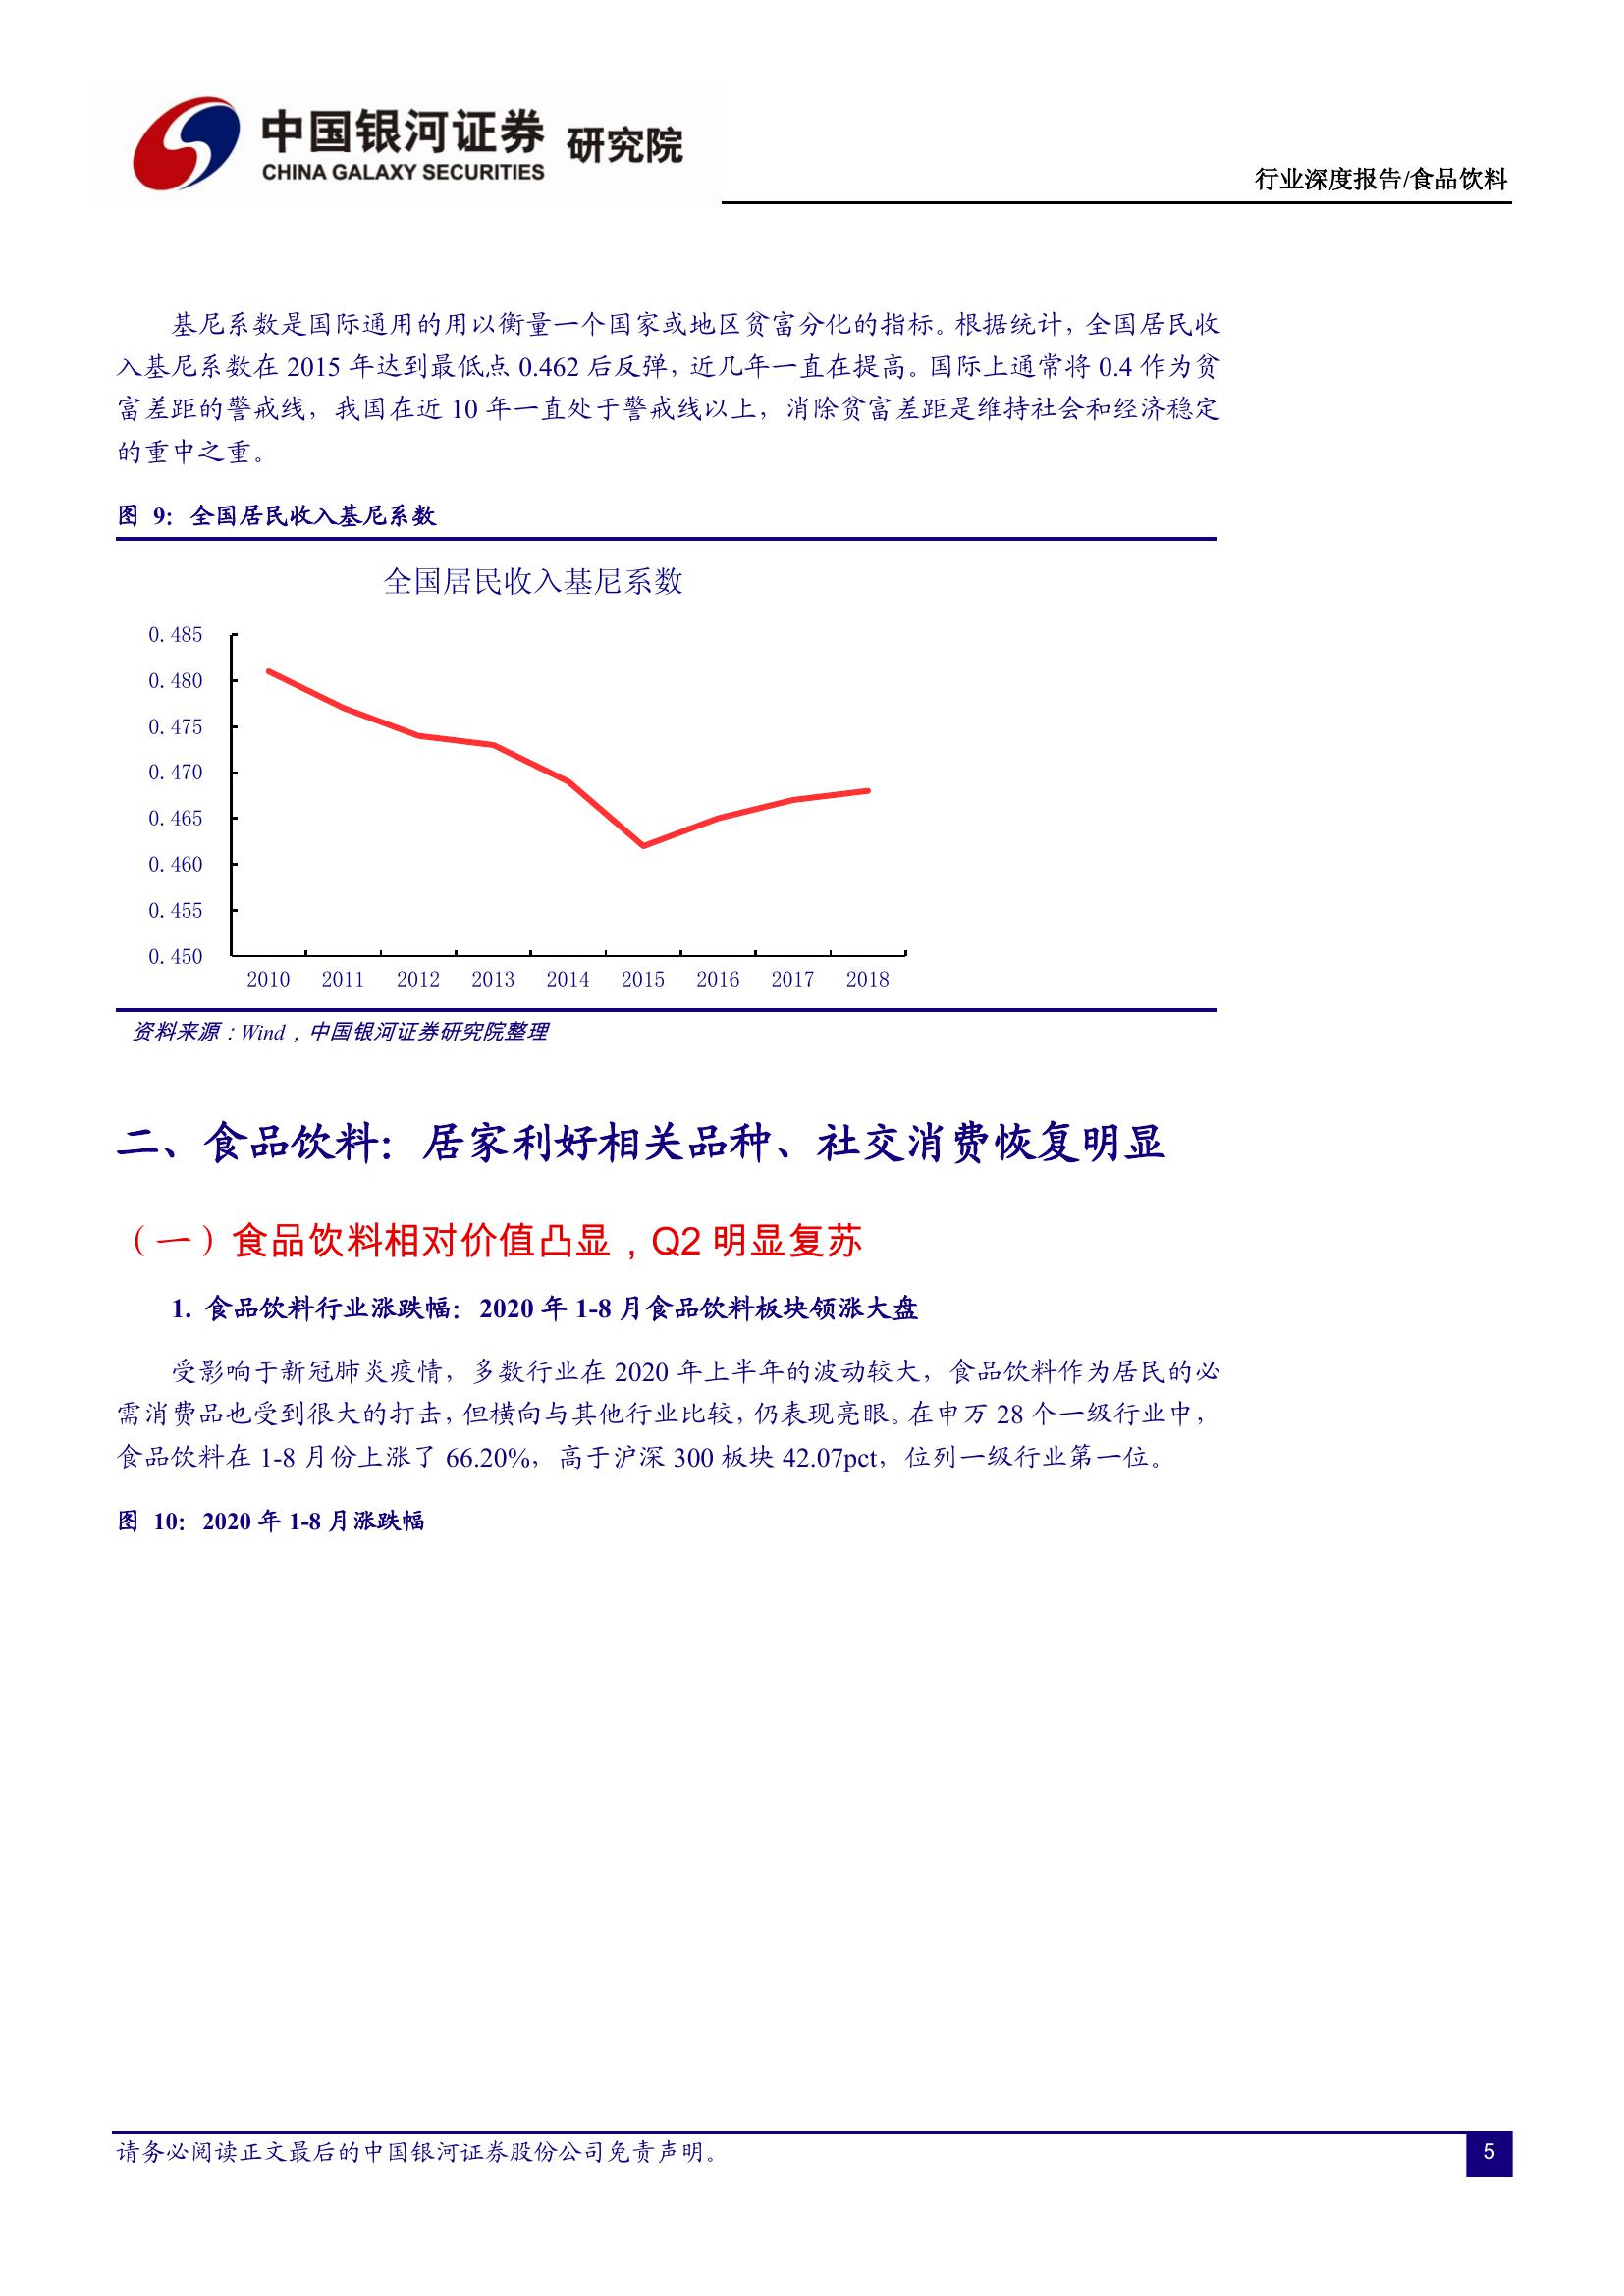 中国银河证券 研究院
CHINA GALAXY SECURITIES
行业深度报告/食品饮料
基尼系数是国际通用的用以衡量一个国家或地区贫富分化的指标。根据统计，全国居民收
入基尼系数在 2015 年达到最低点 0.462 后反弹，近几年一直在提高。国际上通常将 0.4 作为贫
富差距的警戒线，我国在近 10 年一直处于警戒线以上，消除贫富差距是维持社会和经济稳定
的重中之重。
图 9：全国居民收入基尼系数
全国居民收入基尼系数
0.485
0.480
0.475
0.470
0.465
0.460
0.455
0.450
2010 2011 2012 2013 2014 2015 2016 2017 2018
资料来源：Wind，中国银河证券研究院整理
二、食品饮料：居家利好相关品种、社交消费恢复明显
（一）食品饮料相对价值凸显，Q2 明显复苏
1. 食品饮料行业涨跌幅：2020 年 1-8 月食品饮料板块领涨大盘
受影响于新冠肺炎疫情，多数行业在 2020 年上半年的波动较大，食品饮料作为居民的必
需消费品也受到很大的打击，但横向与其他行业比较，仍表现亮眼。在申万 28 个一级行业中，
食品饮料在 1-8 月份上涨了 66.20%，高于沪深 300 板块 42.07pct，位列一级行业第一位。
图 10：2020 年 1-8 月涨跌幅
请务必阅读正文最后的中国银河证券股份公司免责声明。
5